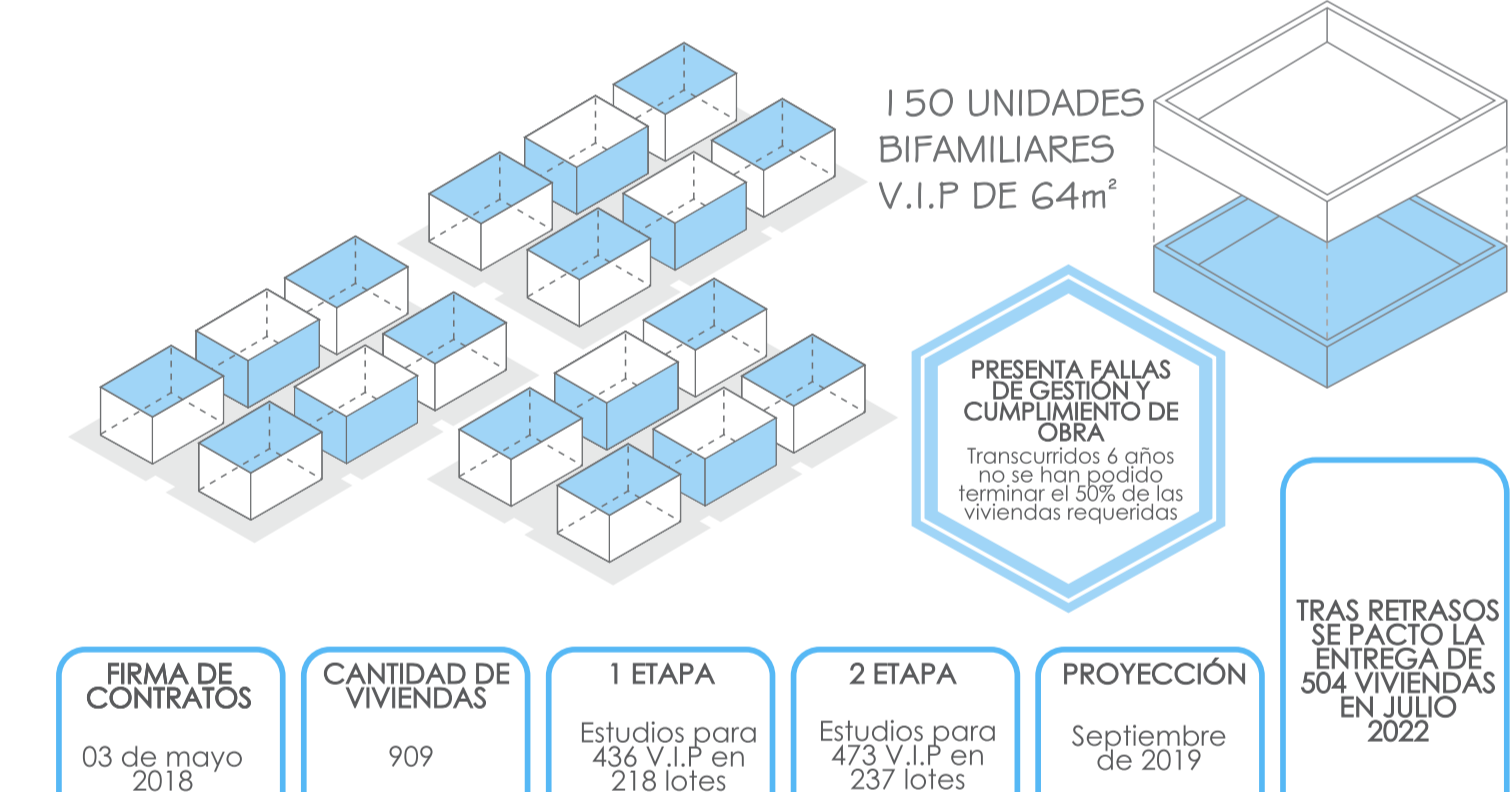 150 UNIDADES
BIFAMILIARES
V.I.P DE 64m²
PRESENTA FALLAS
DE GESTIÓN Y
CUMPLIMIENTO DE
OBRA
Transcurridos 6 años
no se han podido
terminar el 50% de las
viviendas requeridas
TRAS RETRASOS
SE PACTO LA
ENTREGA DE
504 VIVIENDAS
EN JULIO
2022
FIRMA DE
CONTRATOS
03 de mayo
2018
CANTIDAD DE
VIVIENDAS
909
1 ETAPA
Estudios para
436 V.I.P en
218 lotes
2 ETAPA
Estudios para
473 V.I.P en
237 lotes
PROYECCIÓN
Septiembre
de 2019